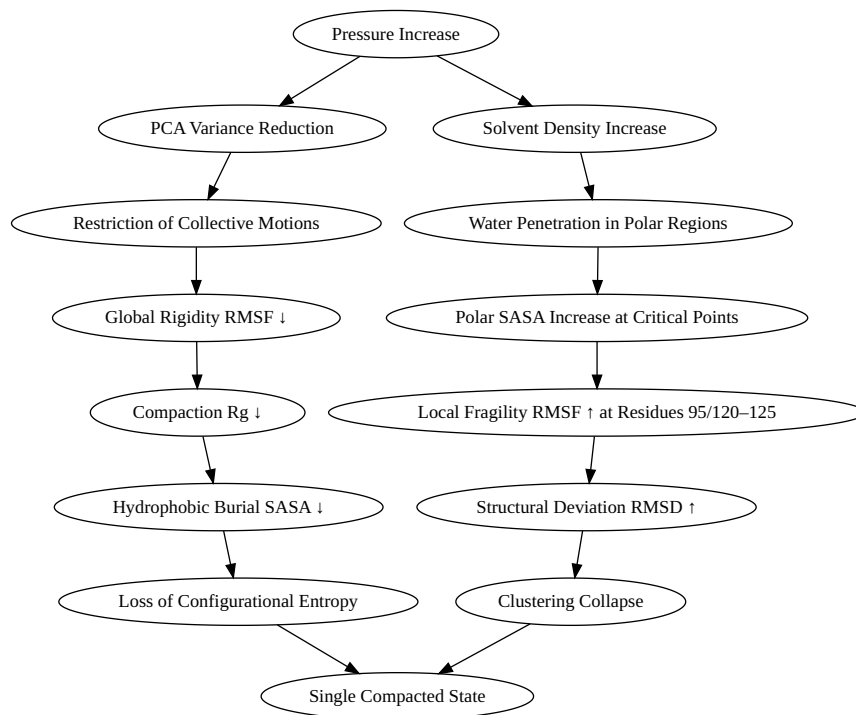 Pressure Increase
PCA Variance Reduction
Solvent Density Increase
Restriction of Collective Motions
Water Penetration in Polar Regions
Global Rigidity RMSF ↓
Polar SASA Increase at Critical Points
Compaction Rg ↓
Local Fragility RMSF ↑ at Residues 95/120–125
Hydrophobic Burial SASA ↓
Structural Deviation RMSD ↑
Loss of Configurational Entropy
Clustering Collapse
Single Compacted State